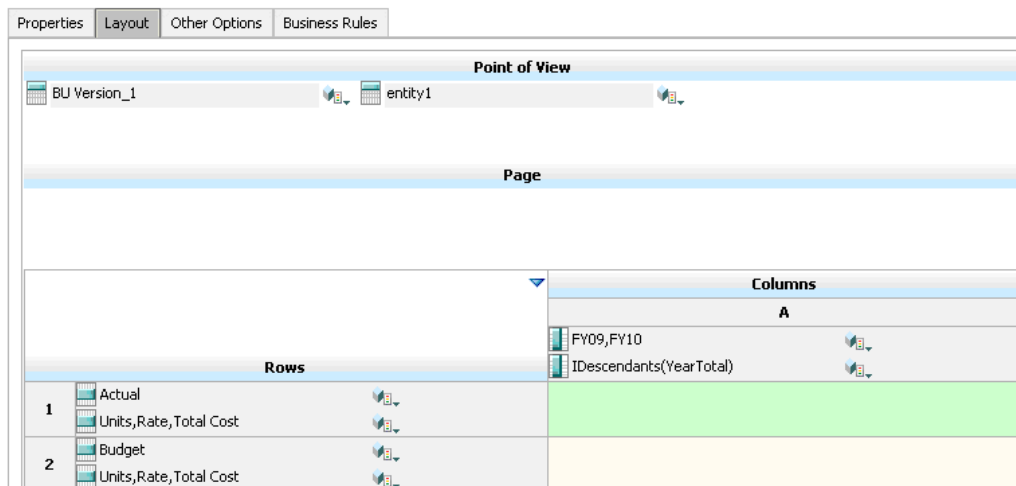 Properties Layout Other Options Business Rules
Point of View
BU Version_1 entity1
Page
Columns
A
FY09,FY10
Rows IDescendants(YearTotal)
1 Actual
Units,Rate,Total Cost
2 Budget
Units,Rate,Total Cost